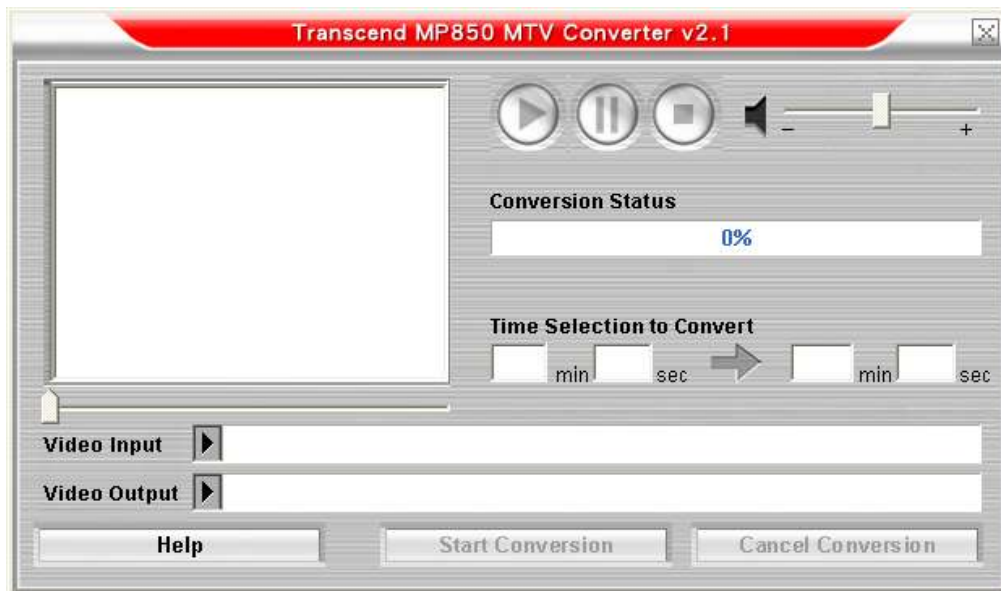 Transcend MP850 MTV Converter v2.1
- +
Conversion Status
0%
Time Selection to Convert
min sec min sec
Video Input
Video Output
Help Start Conversion Cancel Conversion